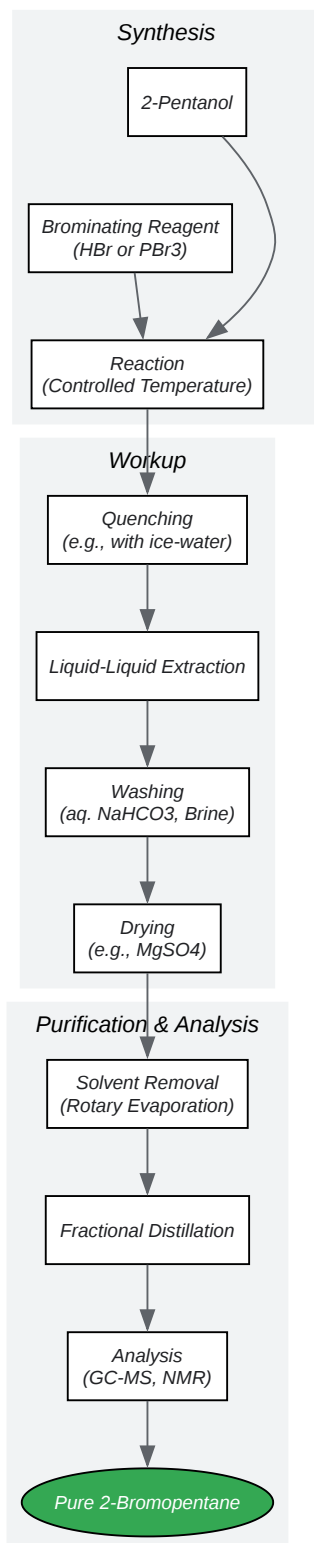 Synthesis
2-Pentanol
Brominating Reagent
(HBr or PBr3)
Reaction
(Controlled Temperature)
Workup
Quenching
(e.g., with ice-water)
Liquid-Liquid Extraction
Washing
(aq. NaHCO3, Brine)
Drying
(e.g., MgSO4)
Purification & Analysis
Solvent Removal
(Rotary Evaporation)
Fractional Distillation
Analysis
(GC-MS, NMR)
Pure 2-Bromopentane